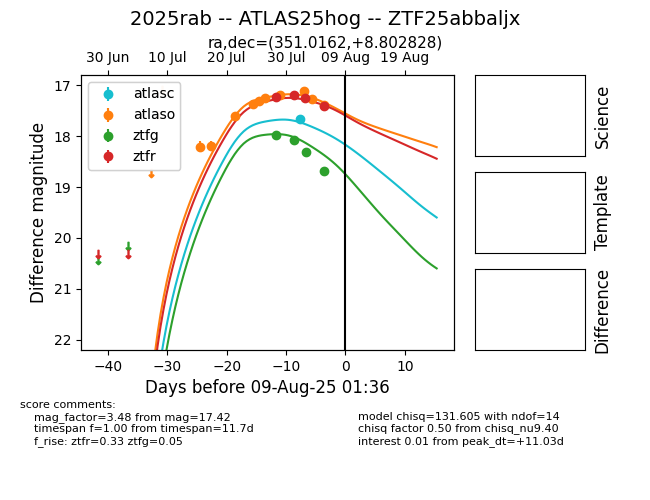 2025rab -- ATLAS25hog -- ZTF25abbaljx
ra,dec=(351.0162,+8.802828)
30 Jun 10 Jul 20 Jul 30 Jul 09 Aug 19 Aug
atlasc
atlaso
ztfg
ztfr
17
18
19
20
21
22
Difference magnitude
−40 −30 −20 −10 0 10
Days before 09-Aug-25 01:36
Science
Template
Difference
score comments:
mag_factor=3.48 from mag=17.42
timespan f=1.00 from timespan=11.7d
f_rise: ztfr=0.33 ztfg=0.05
model chisq=131.605 with ndof=14
chisq factor 0.50 from chisq_nu9.40
interest 0.01 from peak_dt=+11.03d